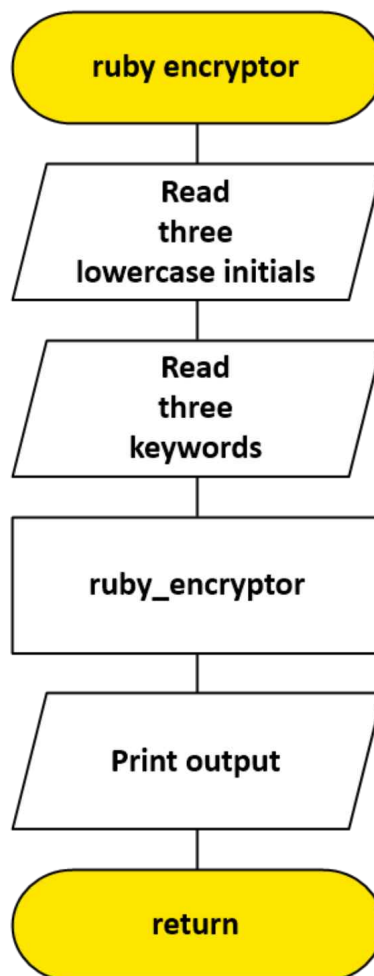 ruby encryptor
Read
three
lowercase initials
Read
three
keywords
ruby_encryptor
Print output
return